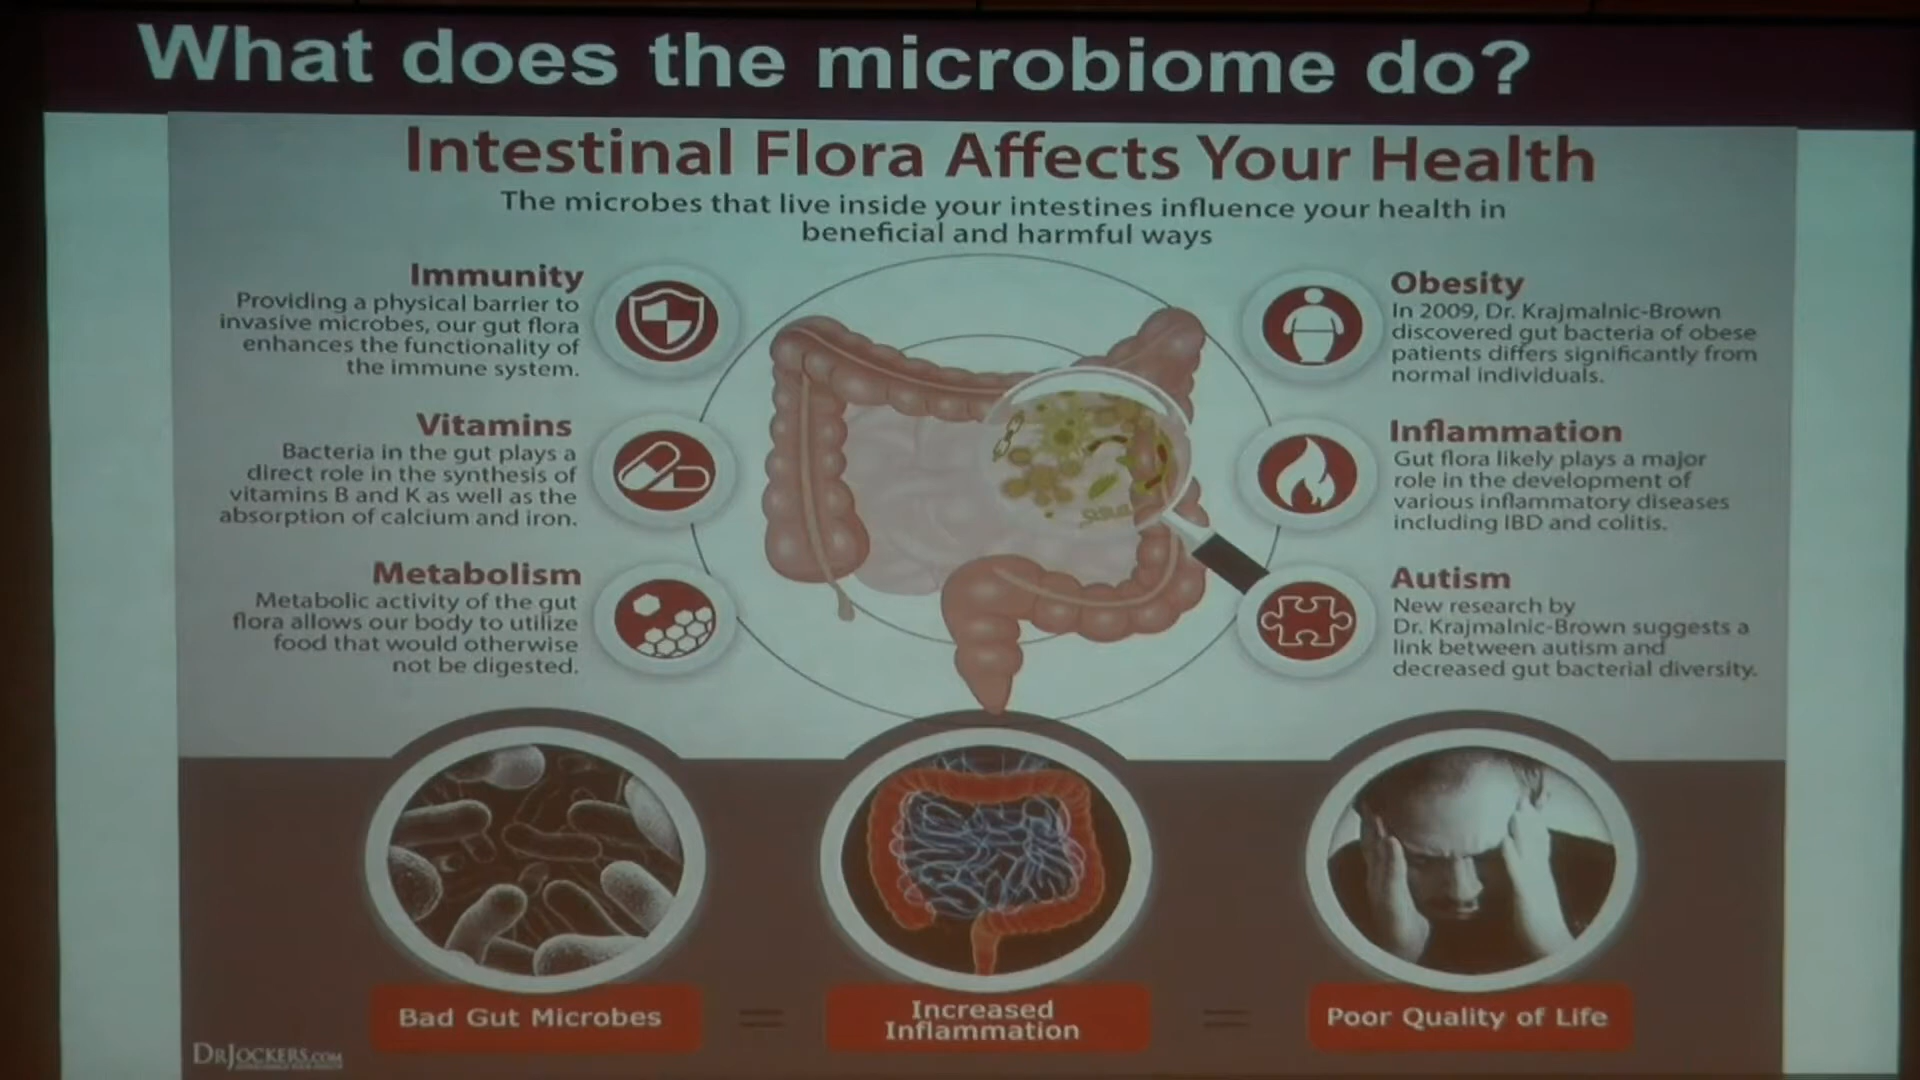 What does the microbiome do?
Intestinal Flora Affects Your Health
The microbes that live inside your intestines influence your health in
beneficial and harmful ways
Immunity
Providing a physical barrier to
invasive microbes, our gut flora
enhances the functionality of
the immune system.
Vitamins
Bacteria in the gut plays a
direct role in the synthesis of
vitamins B and K as well as the
absorption of calcium and iron.
Metabolism
Metabolic activity of the gut
flora allows our body to utilize
food that would otherwise
not be digested.
Obesity
In 2009, Dr. Krajmalnic-Brown
discovered gut bacteria of obese
patients differs significantly from
normal individuals.
Inflammation
Gut flora likely plays a major
role in the development of
various inflammatory diseases
including IBD and colitis.
Autism
New research by
Dr. Krajmalnic-Brown suggests a
link between autism and
decreased gut bacterial diversity.
Bad Gut Microbes = Increased
Inflammation = Poor Quality of Life
DRJOCKERS.COM